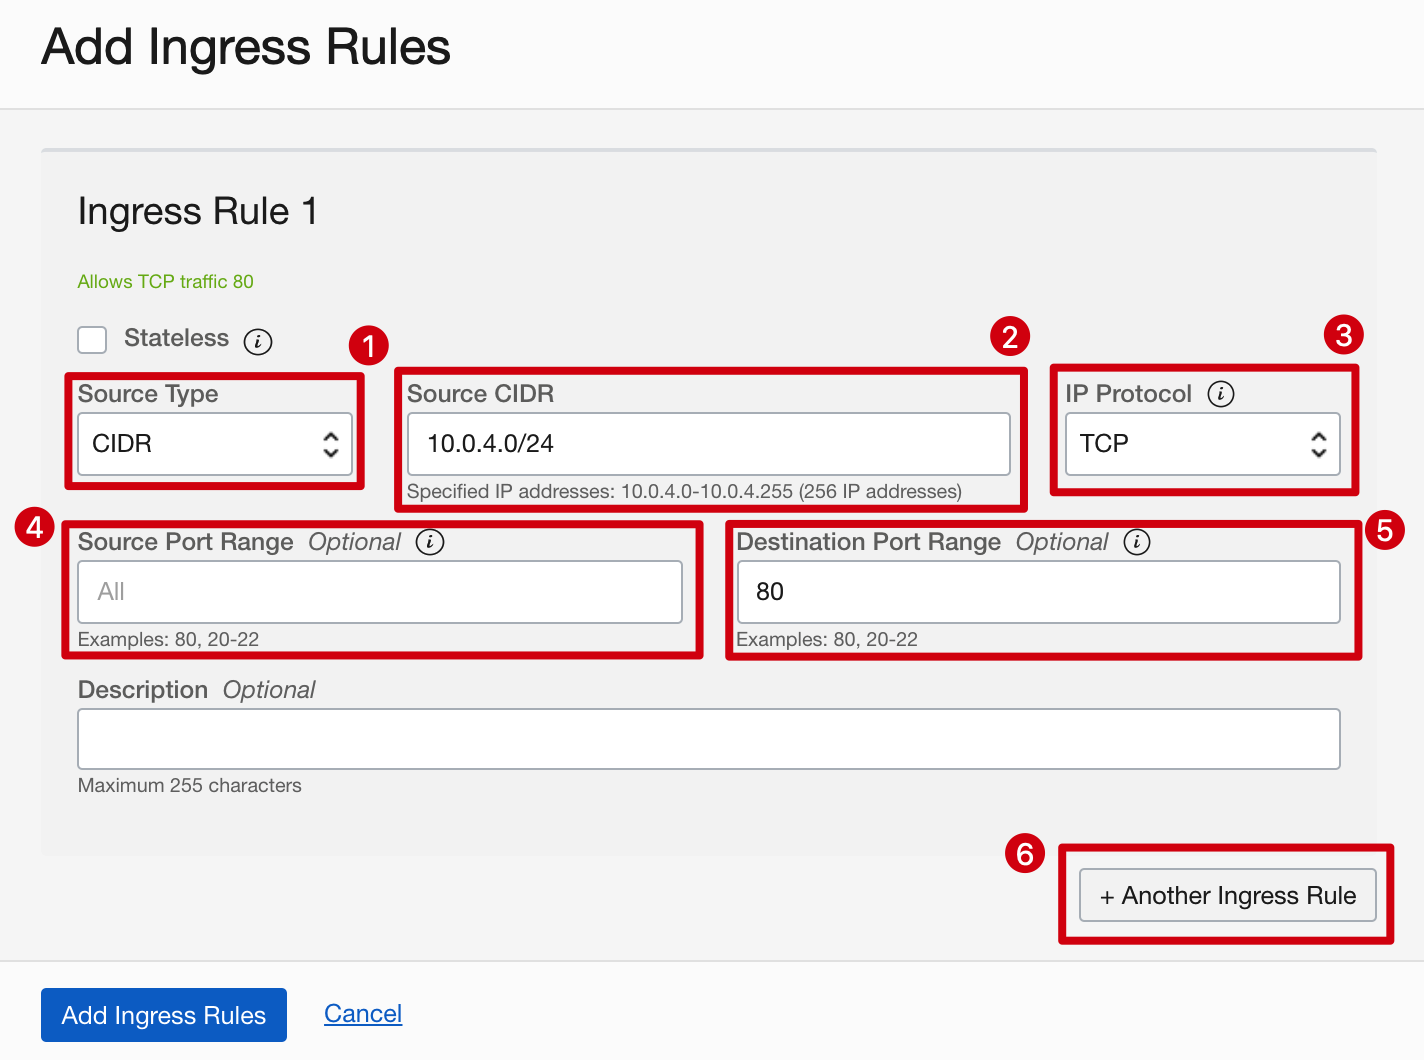 Add Ingress Rules
Ingress Rule 1
Allows TCP traffic 80
Stateless i
1
2
3
Source Type
Source CIDR
IP Protocol i
CIDR
10.0.4.0/24
TCP
Specified IP addresses: 10.0.4.0-10.0.4.255 (256 IP addresses)
4
5
Source Port Range Optional i
Destination Port Range Optional i
All
80
Examples: 80, 20-22
Examples: 80, 20-22
Description Optional
Maximum 255 characters
6
+ Another Ingress Rule
Add Ingress Rules
Cancel